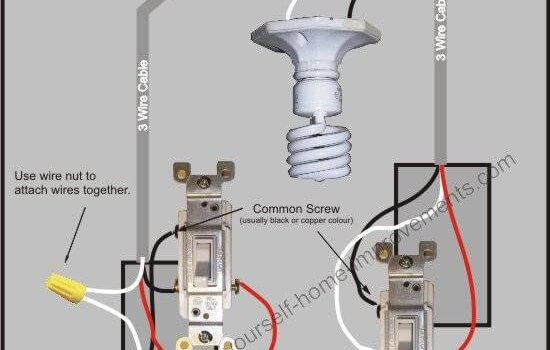 3 Wire Cable
3 Wire Cable
Use wire nut to
attach wires together.
Common Screw
(usually black or copper colour)
ourself-home-improvements.com